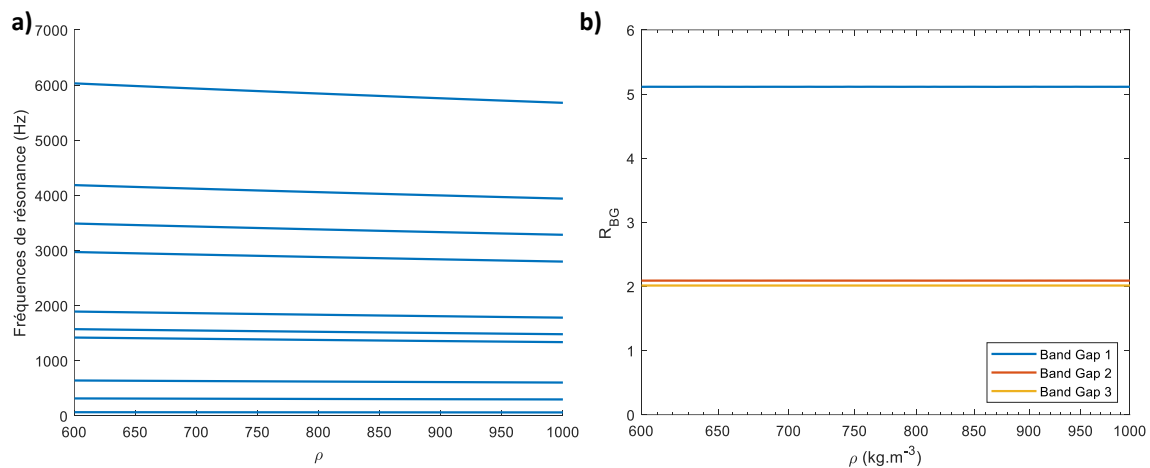 a)
7000
6000
5000
4000
3000
2000
1000
0
Fréquences de résonance (Hz)
600 650 700 750 800 850 900 950 1000
ρ
b)
6
5
4
3
2
1
0
R_BG
Band Gap 1
Band Gap 2
Band Gap 3
600 650 700 750 800 850 900 950 1000
ρ (kg.m⁻³)